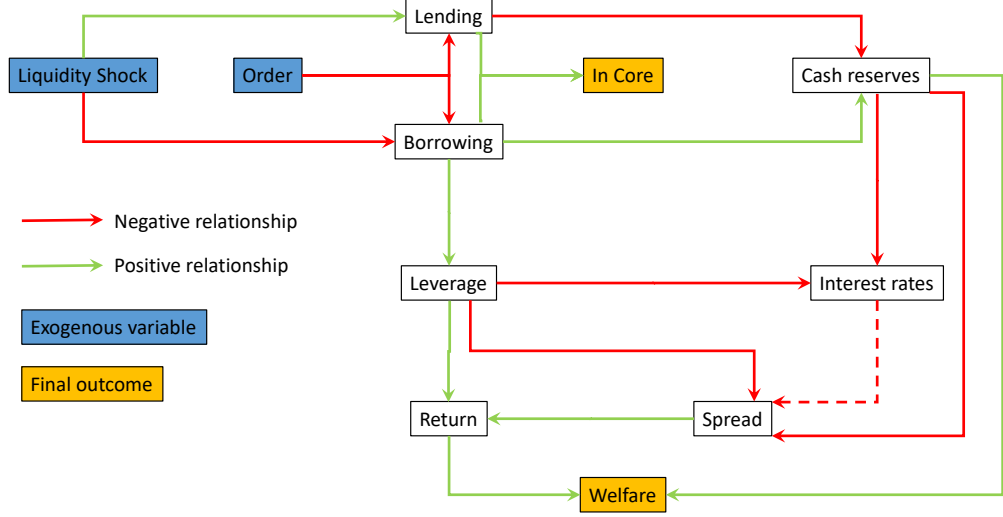 Lending
Liquidity Shock
Order
In Core
Cash reserves
Borrowing
Negative relationship
Positive relationship
Leverage
Interest rates
Exogenous variable
Final outcome
Return
Spread
Welfare